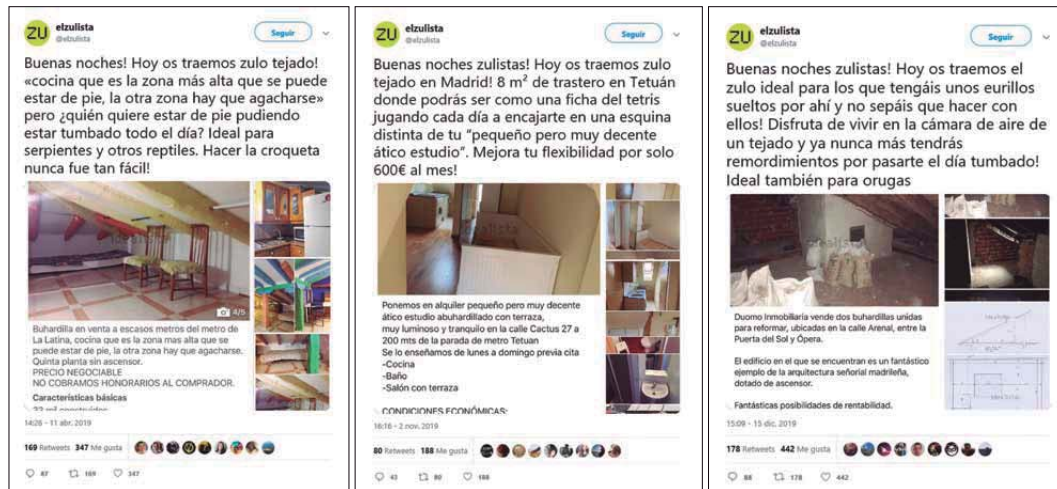 ZU
elzulista
@elzulista
Seguir
Buenas noches! Hoy os traemos zulo tejado!
«cocina que es la zona más alta que se puede
estar de pie, la otra zona hay que agacharse»
pero ¿quién quiere estar de pie pudiendo
estar tumbado todo el día? Ideal para
serpientes y otros reptiles. Hacer la croqueta
nunca fue tan fácil!
idealista
4/5
Buhardilla en venta a escasos metros del metro de
La Latina, cocina que es la zona mas alta que se
puede estar de pie, la otra zona hay que agacharse.
Quinta planta sin ascensor.
PRECIO NEGOCIABLE
NO COBRAMOS HONORARIOS AL COMPRADOR.
Características básicas
14:26 - 11 abr. 2019
169 Retweets 347 Me gusta
87 169 347
ZU
elzulista
@elzulista
Seguir
Buenas noches zulistas! Hoy os traemos zulo
tejado en Madrid! 8 m² de trastero en Tetuán
donde podrás ser como una ficha del tetris
jugando cada día a encajarte en una esquina
distinta de tu "pequeño pero muy decente
ático estudio". Mejora tu flexibilidad por solo
600€ al mes!
idealista
Ponemos en alquiler pequeño pero muy decente
ático estudio abuhardillado con terraza,
muy luminoso y tranquilo en la calle Cactus 27 a
200 mts de la parada de metro Tetuan
Se lo enseñamos de lunes a domingo previa cita
-Cocina
-Baño
-Salón con terraza
CONDICIONES ECONÓMICAS:
16:16 - 2 nov. 2019
80 Retweets 188 Me gusta
43 80 188
ZU
elzulista
@elzulista
Seguir
Buenas noches zulistas! Hoy os traemos el
zulo ideal para los que tengáis unos eurillos
sueltos por ahí y no sepáis que hacer con
ellos! Disfruta de vivir en la cámara de aire de
un tejado y ya nunca más tendrás
remordimientos por pasarte el día tumbado!
Ideal también para orugas
idealista
Duomo Inmobiliaria vende dos buhardillas unidas
para reformar, ubicadas en la calle Arenal, entre la
Puerta del Sol y Ópera.
El edificio en el que se encuentran es un fantástico
ejemplo de la arquitectura señorial madrileña,
dotado de ascensor.
Fantásticas posibilidades de rentabilidad.
15:09 - 15 dic. 2019
178 Retweets 442 Me gusta
88 178 442